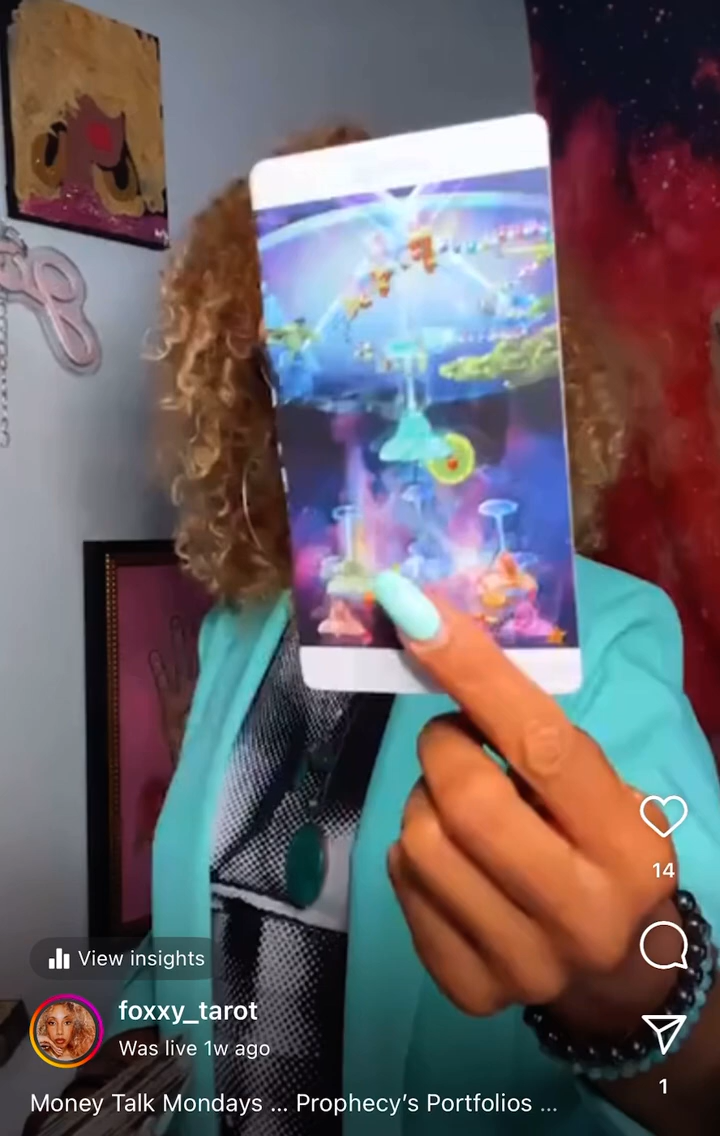 14
View insights
foxxy_tarot
Was live 1w ago
1
Money Talk Mondays ... Prophecy's Portfolios ...